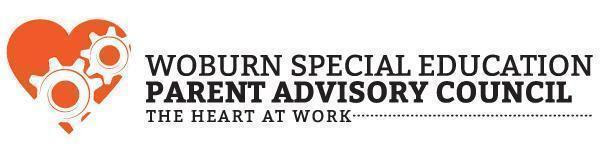 WOBURN SPECIAL EDUCATION
PARENT ADVISORY COUNCIL
THE HEART AT WORK